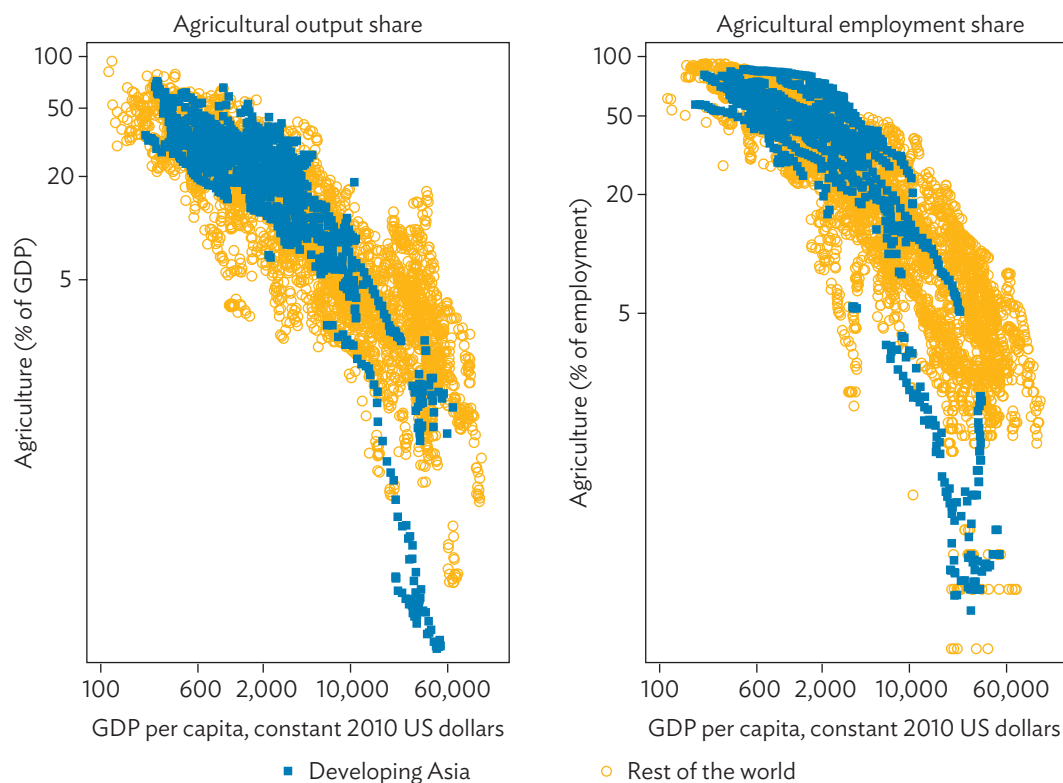 Agricultural output share
100
50
20
5
Agriculture (% of GDP)
100
600
2,000
10,000
60,000
GDP per capita, constant 2010 US dollars
Agricultural employment share
100
50
20
5
Agriculture (% of employment)
100
600
2,000
10,000
60,000
GDP per capita, constant 2010 US dollars
Developing Asia
Rest of the world